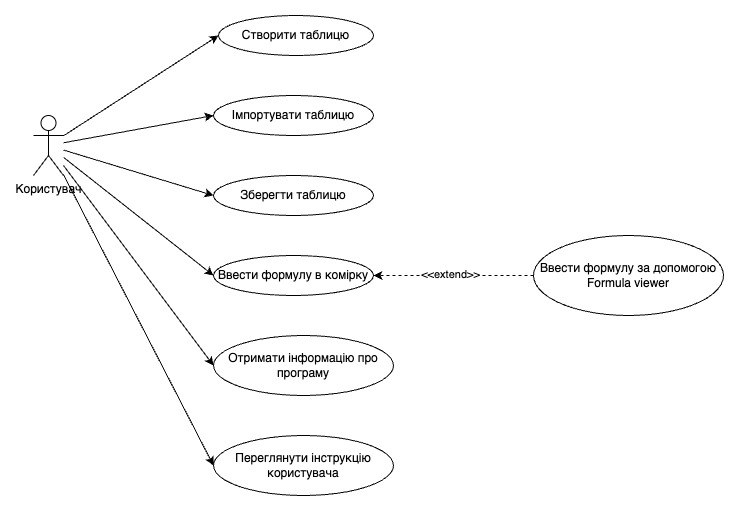 Створити таблицю
Імпортувати таблицю
Користувач
Зберегти таблицю
Ввести формулу в комірку
<<extend>>
Ввести формулу за допомогою
Formula viewer
Отримати інформацію про
програму
Переглянути інструкцію
користувача